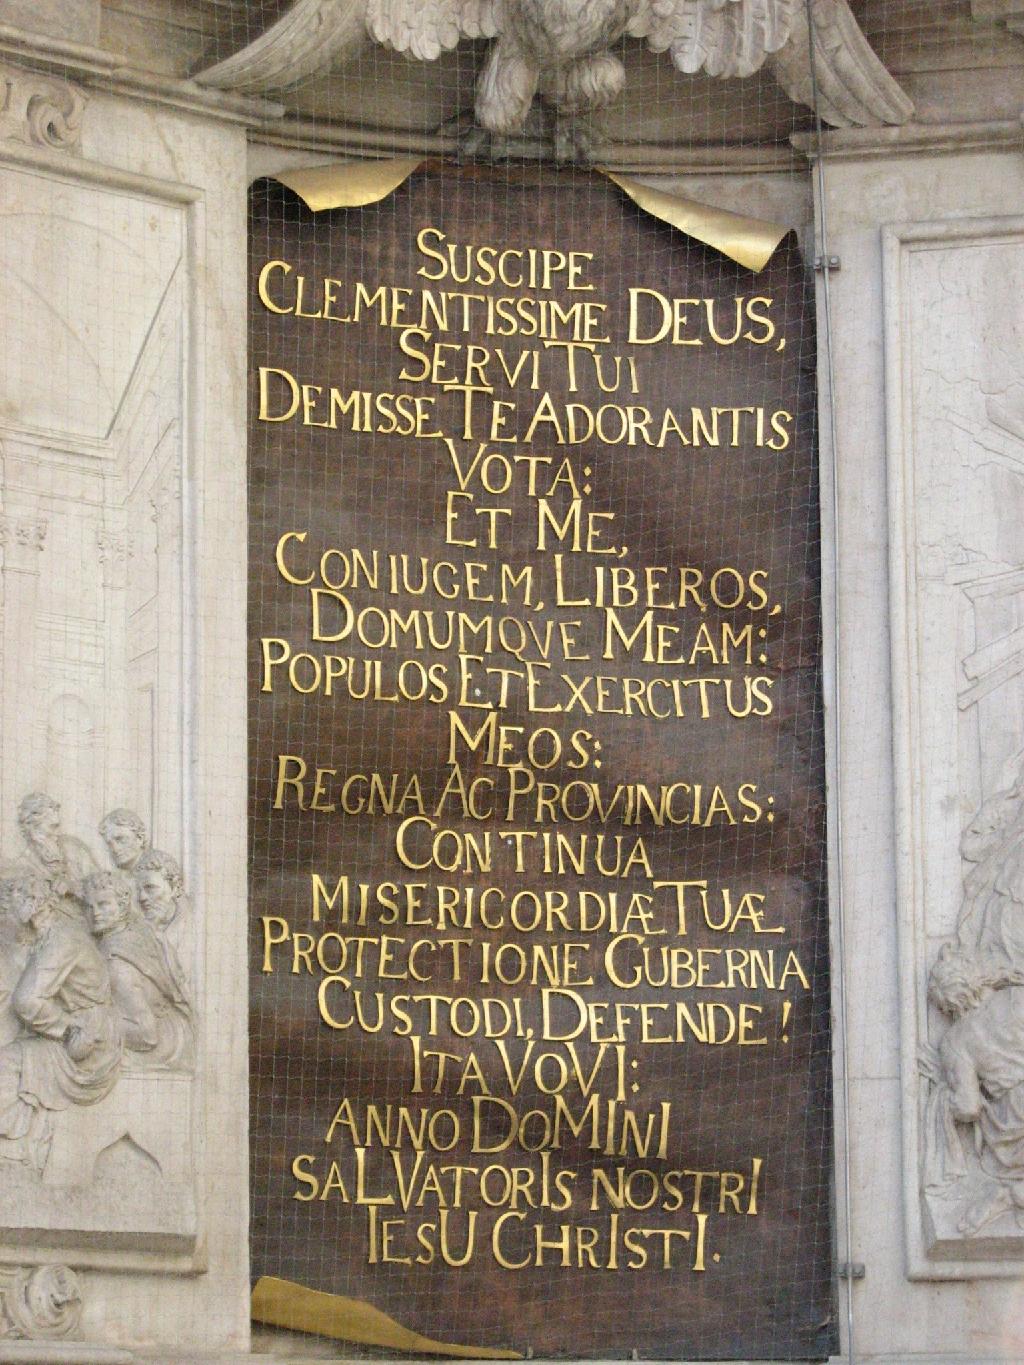 SUSCIPE
CLEMENTISSIME DEUS,
SERVI TUI
DEMISSE TE ADORANTIS
VOTA:
ET ME,
CONIUGEM, LIBEROS,
DOMUMQVE MEAM:
POPULOS ET EXERCITUS
MEOS:
REGNA AC PROVINCIAS:
CONTINUA
MISERICORDIÆ TUÆ
PROTECTIONE GUBERNA
CUSTODI, DEFENDE!
ITA VOVI:
ANNO DOMINI
SALVATORIS NOSTRI
IESU CHRISTI.